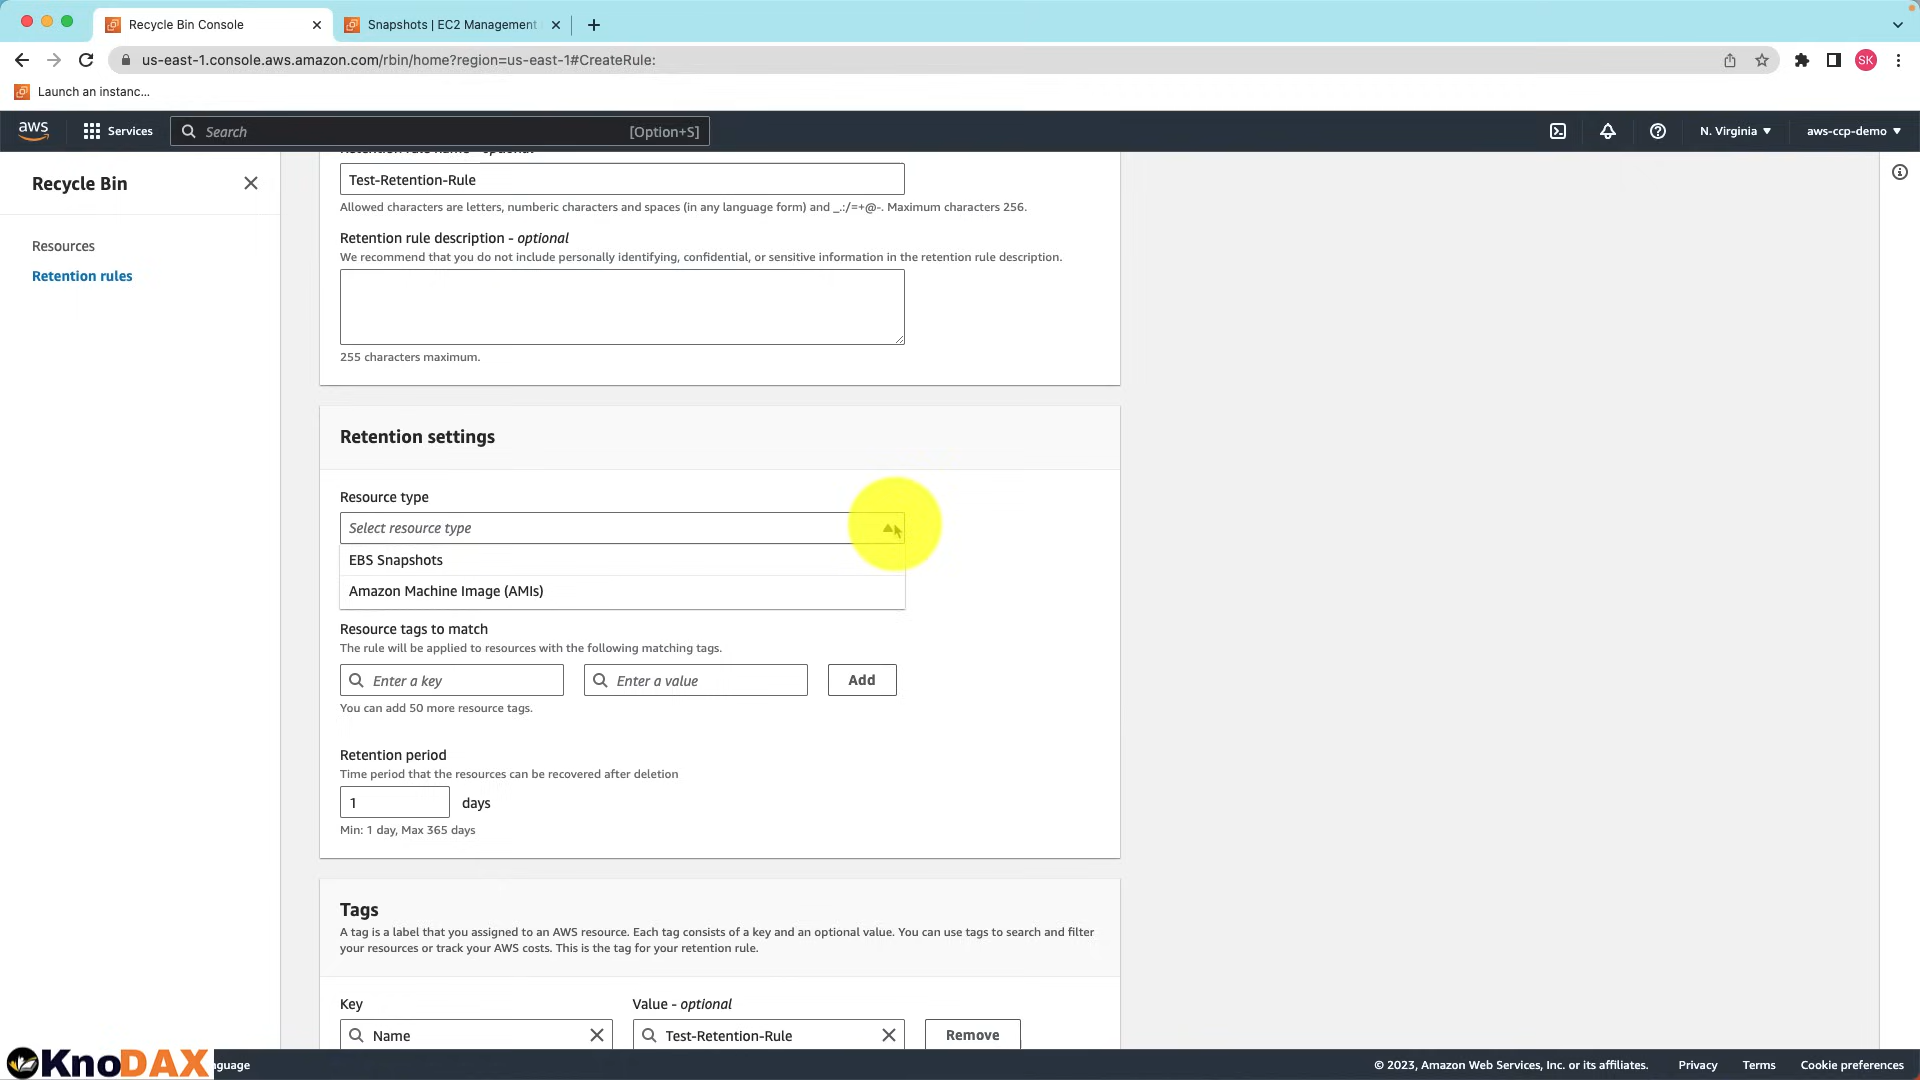 Recycle Bin Console
Snapshots | EC2 Management
us-east-1.console.aws.amazon.com/rbin/home?region=us-east-1#CreateRule:
SK
Launch an instanc...
aws
Services
Search
[Option+S]
N. Virginia
aws-ccp-demo
Recycle Bin
Resources
Retention rules
Retention rule name - optional
Test-Retention-Rule
Allowed characters are letters, numberic characters and spaces (in any language form) and _.:/=+@-. Maximum characters 256.
Retention rule description - optional
We recommend that you do not include personally identifying, confidential, or sensitive information in the retention rule description.
255 characters maximum.
Retention settings
Resource type
Select resource type
EBS Snapshots
Amazon Machine Image (AMIs)
Resource tags to match
The rule will be applied to resources with the following matching tags.
Enter a key
Enter a value
Add
You can add 50 more resource tags.
Retention period
Time period that the resources can be recovered after deletion
1
days
Min: 1 day, Max 365 days
Tags
A tag is a label that you assigned to an AWS resource. Each tag consists of a key and an optional value. You can use tags to search and filter
your resources or track your AWS costs. This is the tag for your retention rule.
Key
Value - optional
Name
Test-Retention-Rule
Remove
KnoDAX
nguage
© 2023, Amazon Web Services, Inc. or its affiliates.
Privacy
Terms
Cookie preferences